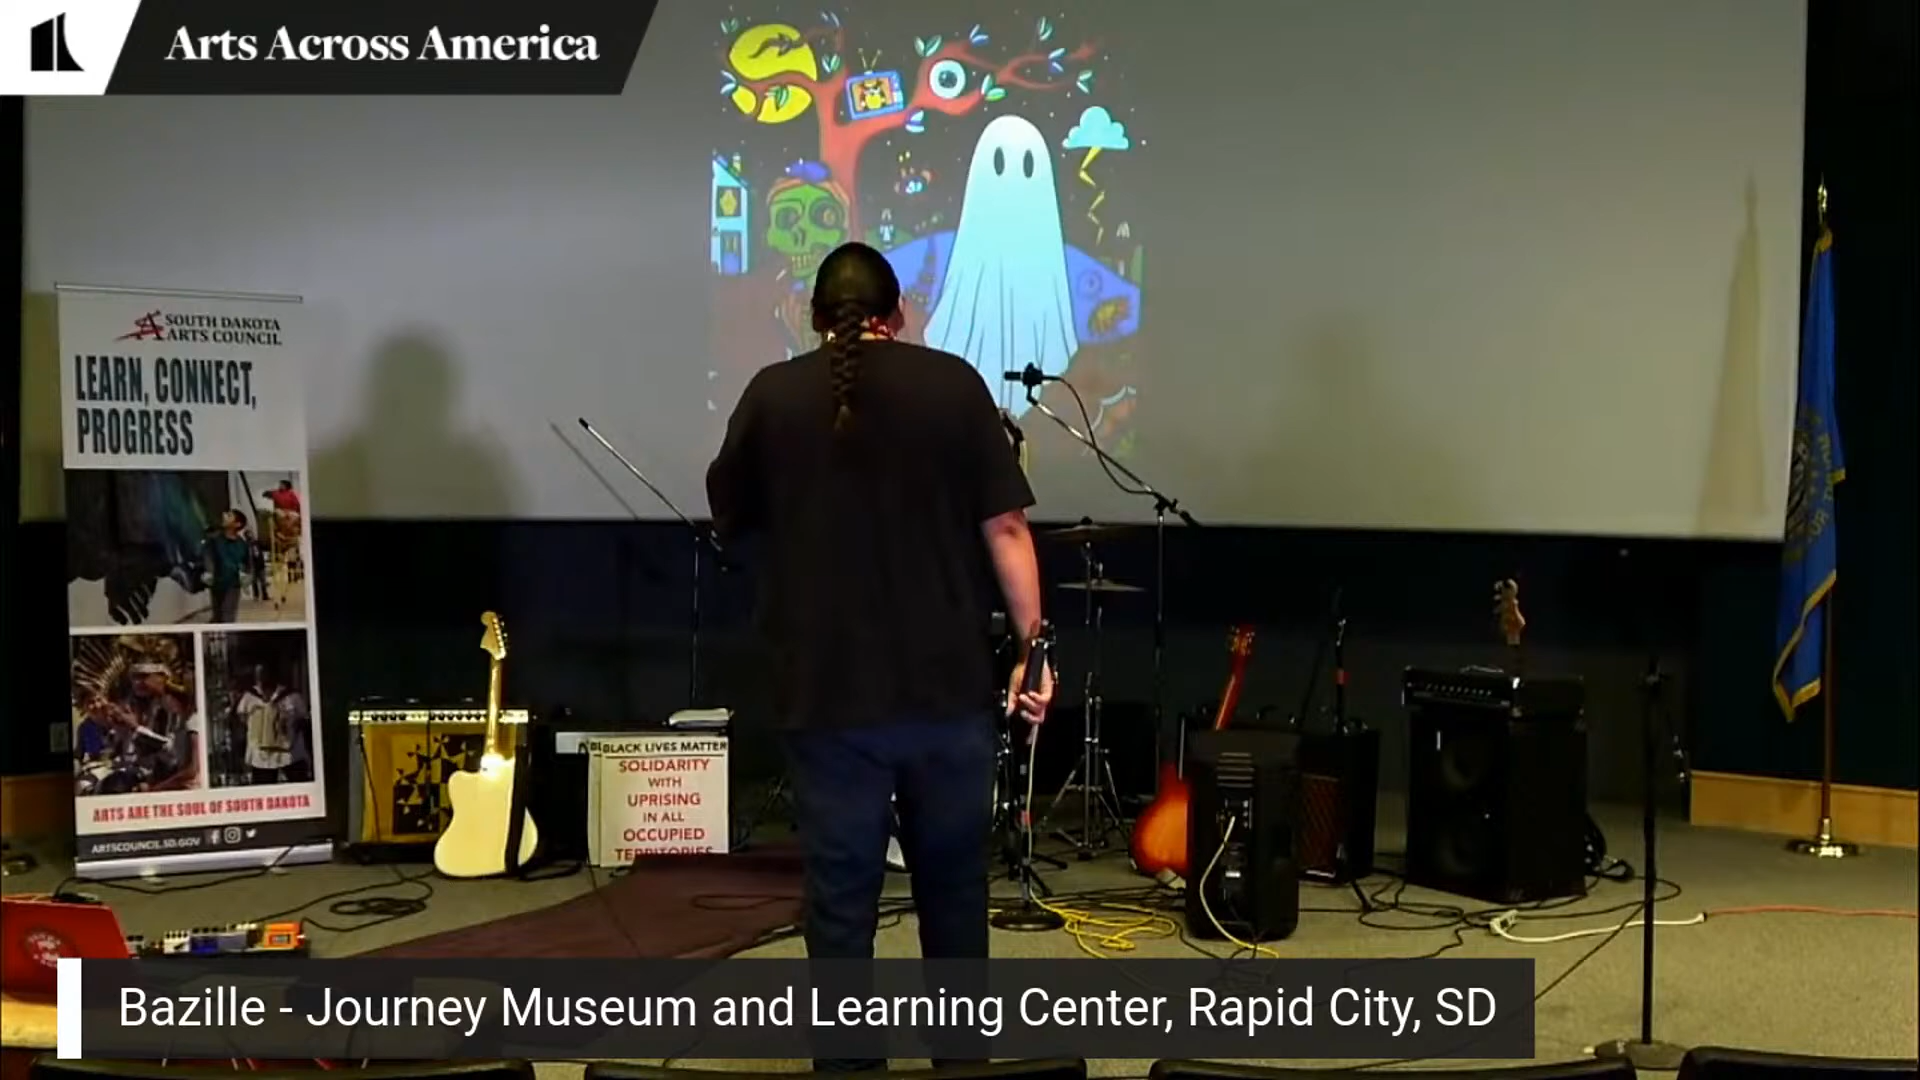 Arts Across America
SOUTH DAKOTA
ARTS COUNCIL
LEARN, CONNECT,
PROGRESS
ARTS ARE THE SOUL OF SOUTH DAKOTA
ARTSCOUNCIL.SD.GOV
BLACK LIVES MATTER
SOLIDARITY
WITH
UPRISING
IN ALL
OCCUPIED
TERRITORIES
Bazille - Journey Museum and Learning Center, Rapid City, SD